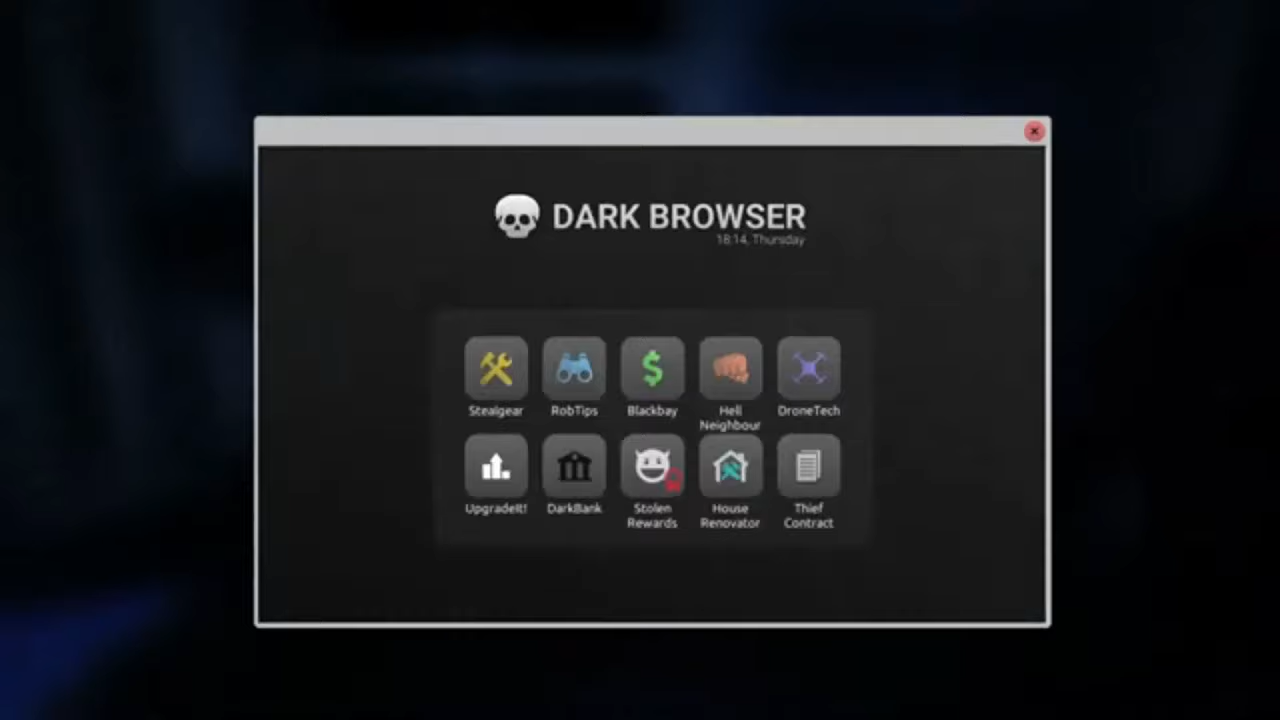 DARK BROWSER
18:14, Thursday
Stealgear RobTips Blackbay Hell Neighbour DroneTech
UpgradeIt! DarkBank Stolen Rewards House Renovator Thief Contract